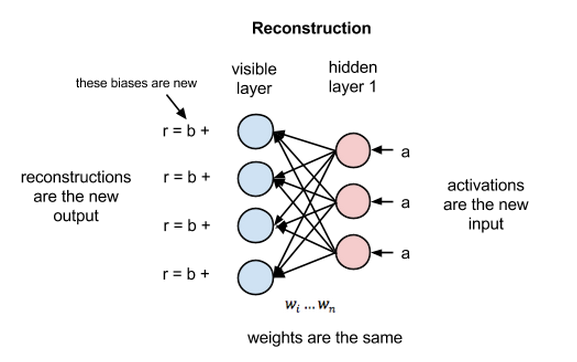 Reconstruction
visible
layer
hidden
layer 1
these biases are new
r = b +
a
r = b +
reconstructions
are the new
output
activations
are the new
input
a
r = b +
a
r = b +
wᵢ ... wₙ
weights are the same